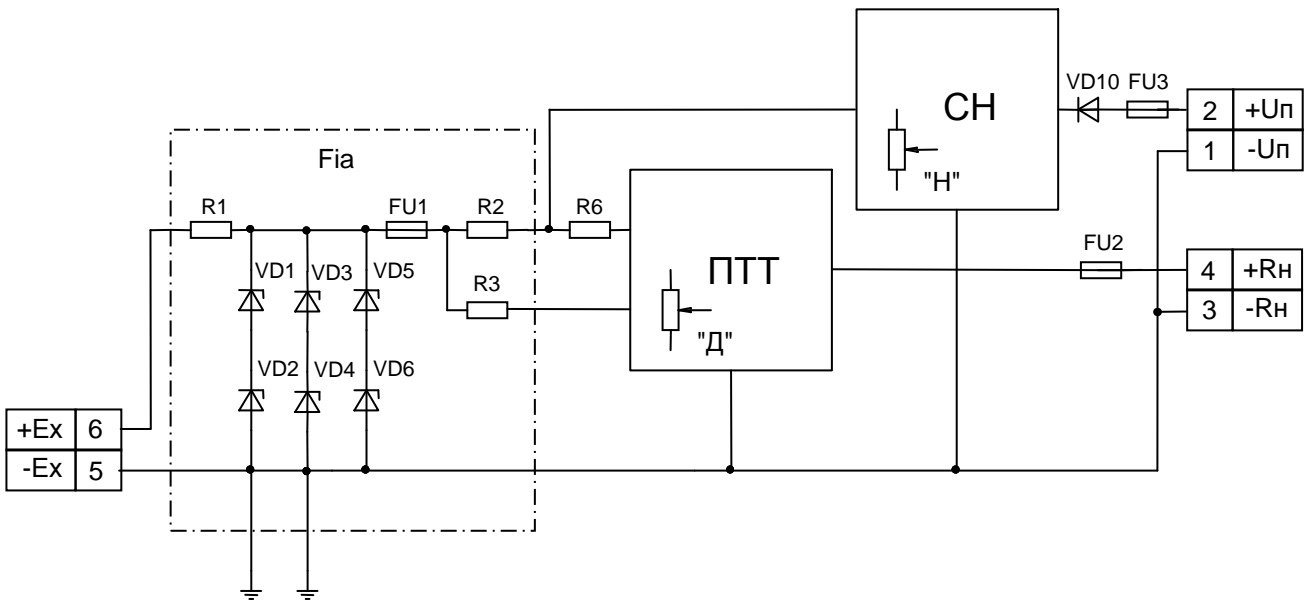 VD10 FU3
СН
2 +Uп
1 -Uп
"Н"
Fia
R1 FU1 R2 R6
VD1 VD3 VD5
R3
ПТТ
"Д"
FU2
4 +Rн
3 -Rн
VD2 VD4 VD6
+Ex 6
-Ex 5